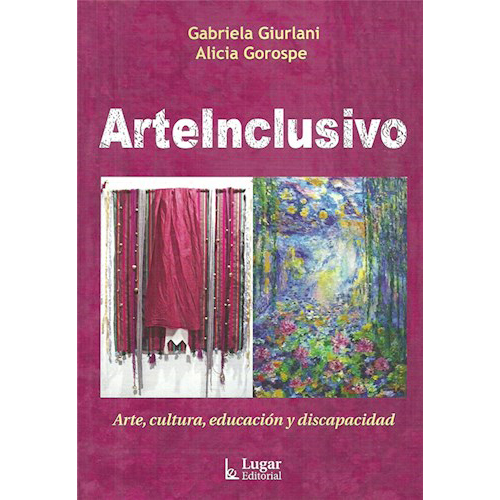 Gabriela Giurlani
Alicia Gorospe
ArteInclusivo
Arte, cultura, educación y discapacidad
Lugar
Editorial